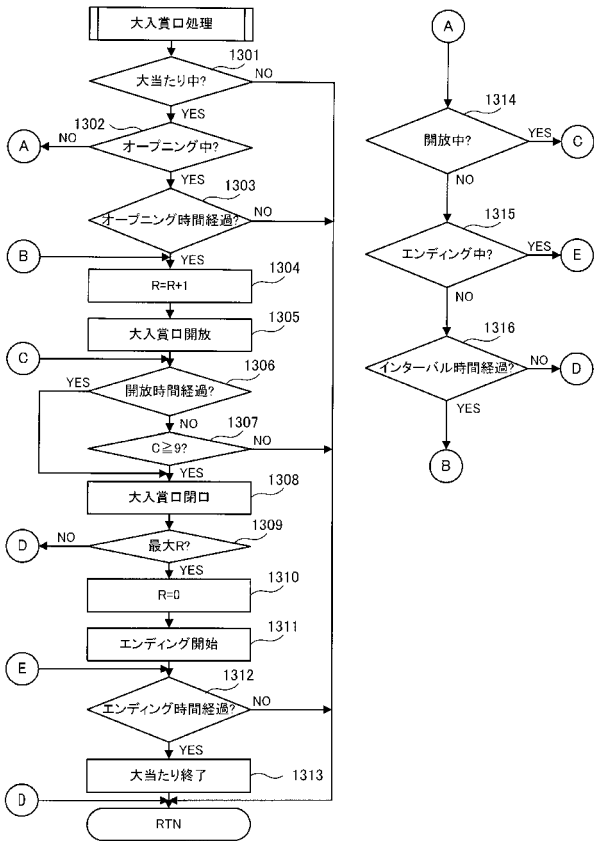 大入賞口処理
1301
大当たり中?
NO
YES
1302
オープニング中?
NO
A
YES
1303
オープニング時間経過?
NO
YES
B
1304
R=R+1
1305
大入賞口開放
C
1306
開放時間経過?
YES
NO
1307
C≧9?
NO
YES
1308
大入賞口閉口
1309
最大R?
NO
D
YES
1310
R=0
1311
エンディング開始
E
1312
エンディング時間経過?
NO
YES
1313
大当たり終了
D
RTN
A
1314
開放中?
YES
C
NO
1315
エンディング中?
YES
E
NO
1316
インターバル時間経過?
NO
D
YES
B